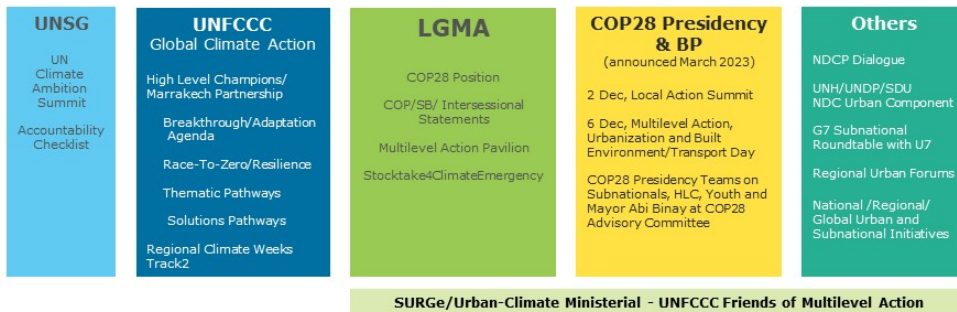 UNSG
UN
Climate
Ambition
Summit
Accountability
Checklist
UNFCCC
Global Climate Action
High Level Champions/
Marrakech Partnership
Breakthrough/Adaptation
Agenda
Race-To-Zero/Resilience
Thematic Pathways
Solutions Pathways
Regional Climate Weeks
Track2
LGMA
COP28 Position
COP/SB/ Intersessional
Statements
Multilevel Action Pavilion
Stocktake4ClimateEmergency
COP28 Presidency
& BP
(announced March 2023)
2 Dec, Local Action Summit
6 Dec, Multilevel Action,
Urbanization and Built
Environment/Transport Day
COP28 Presidency Teams on
Subnationals, HLC, Youth and
Mayor Abi Binay at COP28
Advisory Committee
Others
NDCP Dialogue
UNH/UNDP/SDU
NDC Urban Component
G7 Subnational
Roundtable with U7
Regional Urban Forums
National /Regional/
Global Urban and
Subnational Initiatives
SURGe/Urban-Climate Ministerial - UNFCCC Friends of Multilevel Action